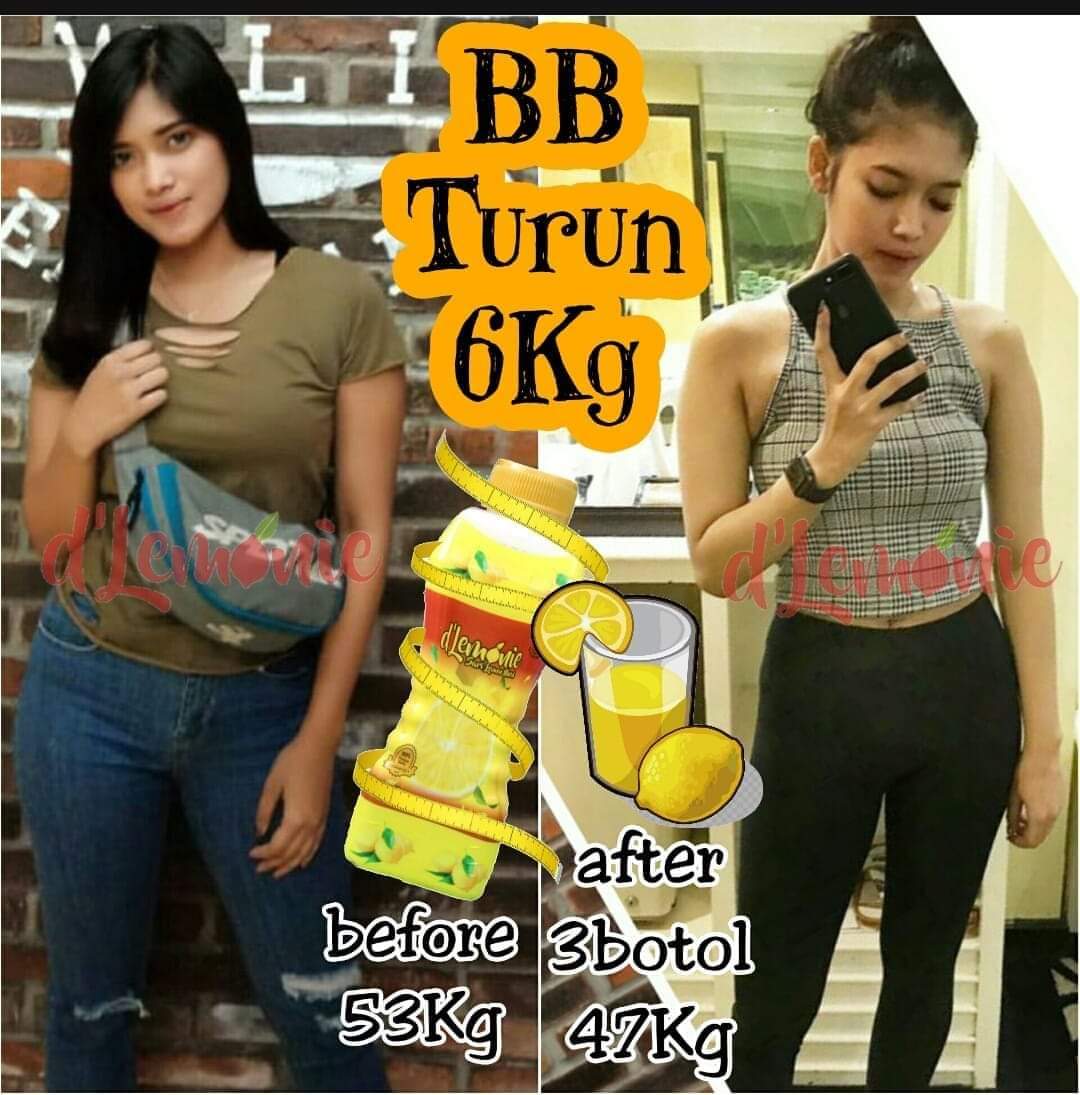 BB
Turun
6Kg
d'Lemonie
d'Lemonie
d'Lemonie
before
53Kg
after
3botol
47Kg